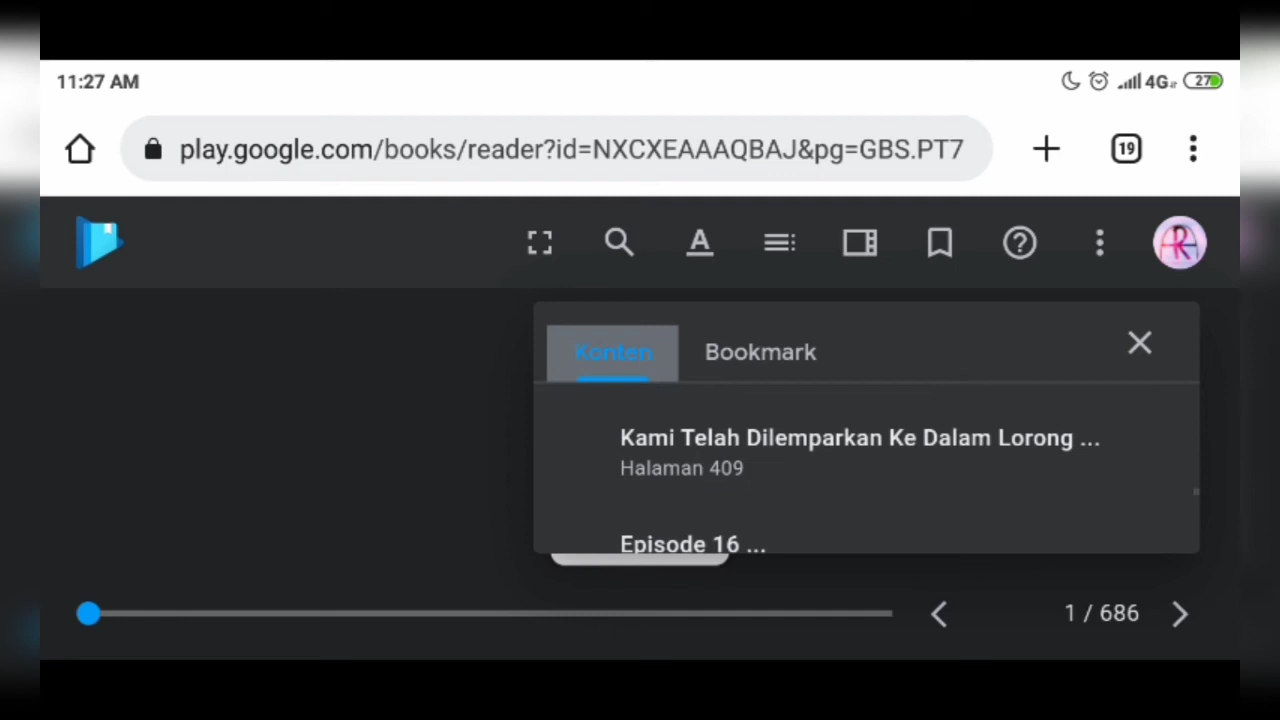 11:27 AM
4G 27
play.google.com/books/reader?id=NXCXEAAAQBAJ&pg=GBS.PT7
19
A
Konten Bookmark
Kami Telah Dilemparkan Ke Dalam Lorong ...
Halaman 409
Episode 16 ...
1 / 686